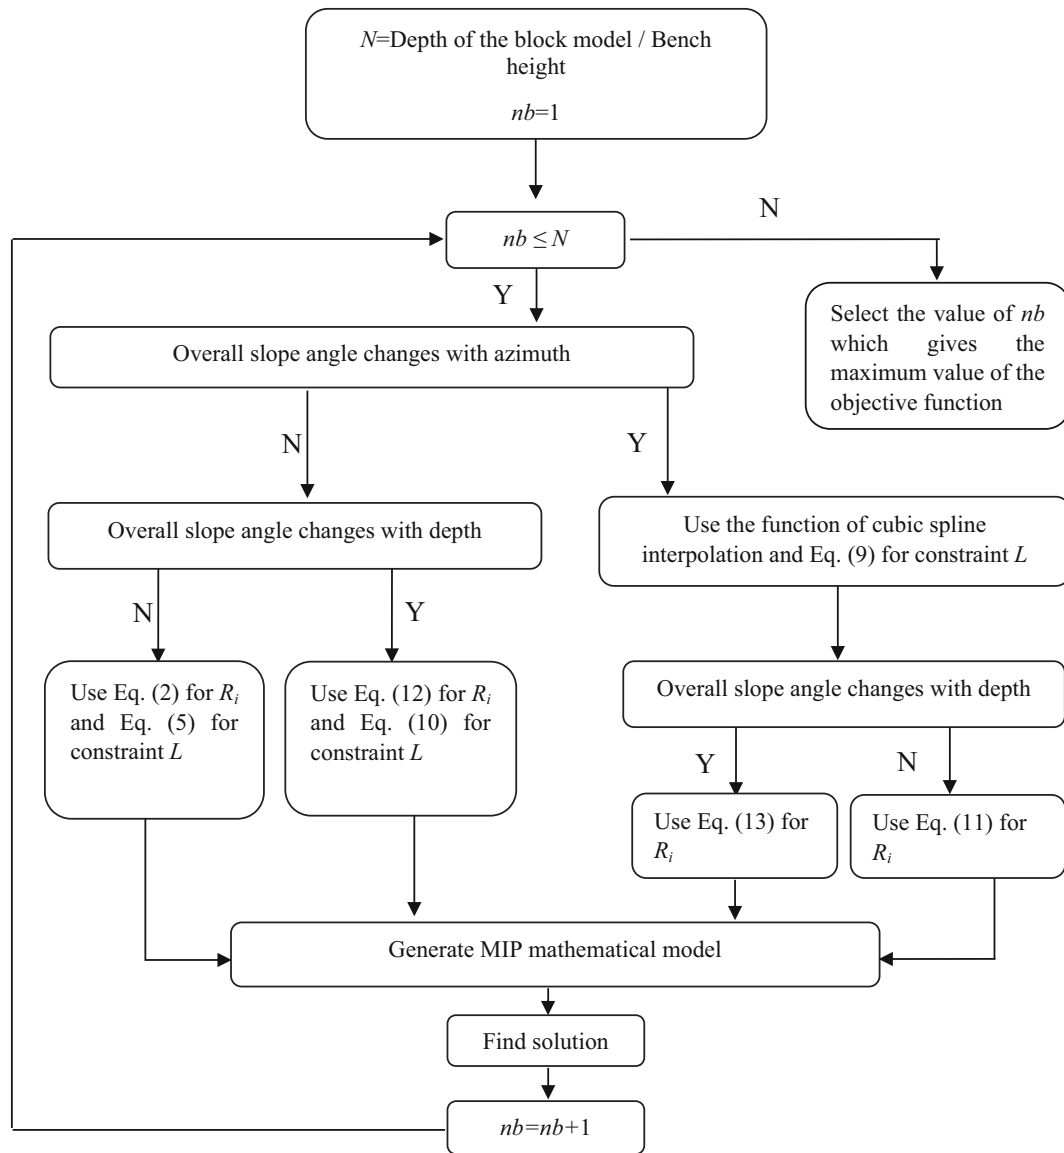 N=Depth of the block model / Bench
height
nb=1
N
nb ≤ N
Y
Select the value of nb
which gives the
maximum value of the
objective function
Overall slope angle changes with azimuth
N
Y
Overall slope angle changes with depth
Use the function of cubic spline
interpolation and Eq. (9) for constraint L
N
Y
Use Eq. (2) for Ri
and Eq. (5) for
constraint L
Use Eq. (12) for Ri
and Eq. (10) for
constraint L
Overall slope angle changes with depth
Y
N
Use Eq. (13) for
Ri
Use Eq. (11) for
Ri
Generate MIP mathematical model
Find solution
nb=nb+1